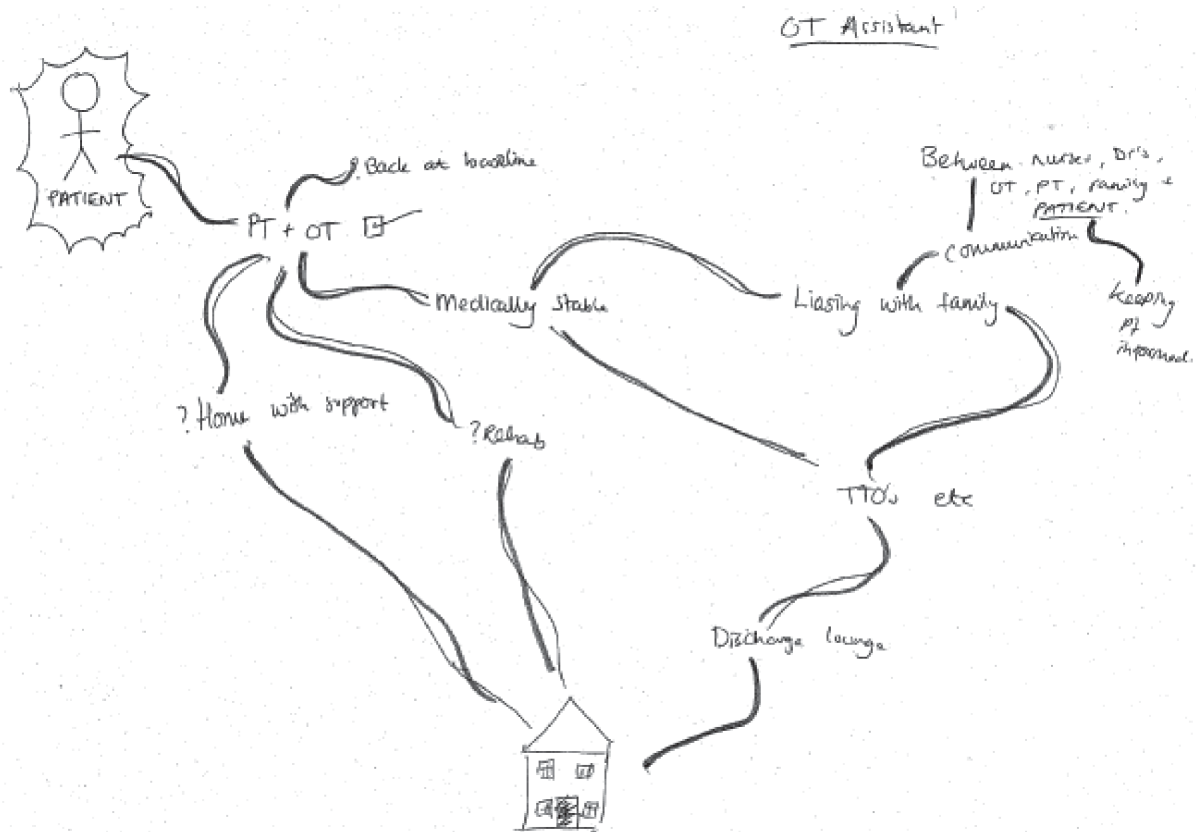 OT Assistant
PATIENT
? Back at baseline
PT + OT
Between nurses, Dr's,
OT, PT, family +
PATIENT.
Communication
Medically stable
Liasing with family
Keeping
pt
informed.
? Home with support
? Rehab
TTO's etc
Discharge lounge